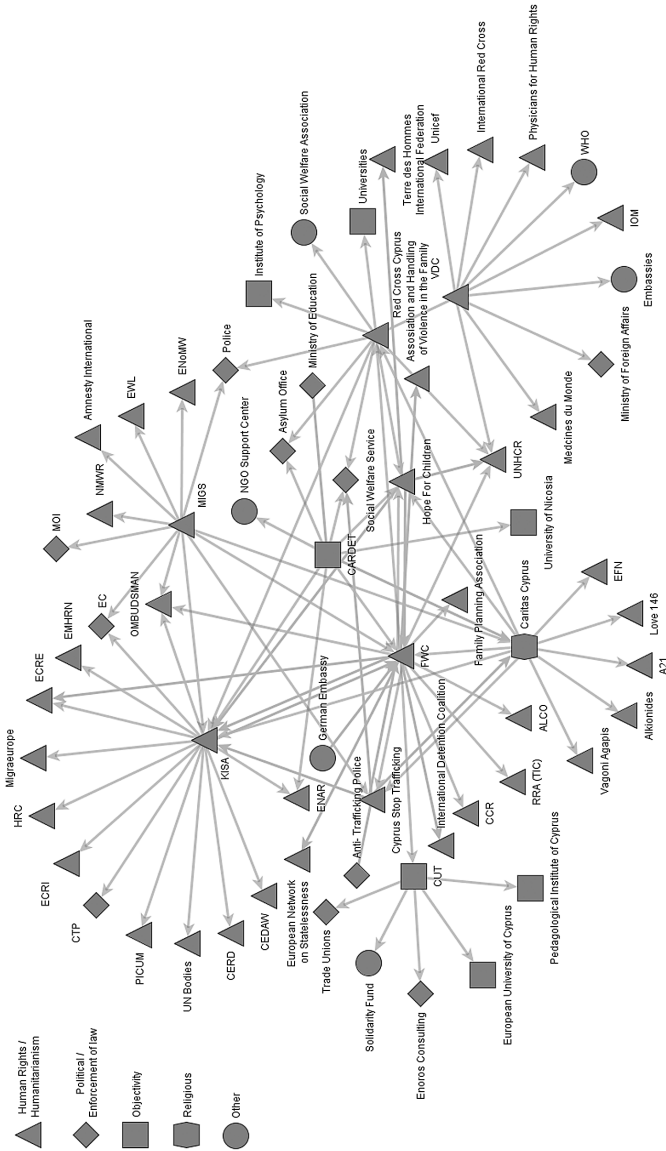 Human Rights /
Humanitarianism
Political /
Enforcement of law
Objectivity
Religious
Other
Migraeurope
HRC
ECRI
CTP
PICUM
UN Bodies
CERD
CEDAW
European Network
on Statelessness
Trade Unions
Solidarity Fund
Enoros Consulting
European University of Cyprus
Pedagological Institute of Cyprus
CUT
Anti- Trafficking Police
Cyprus Stop Trafficking
International Detention Coalition
CCR
RRA (TIC)
ALCO
Vagoni Agapis
Alkionides
A21
Love 146
EFN
Caritas Cyprus
University of Nicosia
Family Planning Association
FWC
German Embassy
ENAR
KISA
ECRE
EMHRN
EC
OMBUDSMAN
MOI
NMWR
MIGS
Amnesty International
EWL
ENoMW
Police
NGO Support Center
CARDET
Asylum Office
Ministry of Education
Social Welfare Service
Hope For Children
UNHCR
Institute of Psychology
Social Welfare Association
Universities
Red Cross Cyprus
Assosiation and Handling
of Violence in the Family
VDC
Terre des Hommes
International Federation
Unicef
International Red Cross
Physicians for Human Rights
WHO
IOM
Embassies
Ministry of Foreign Affairs
Medcines du Monde